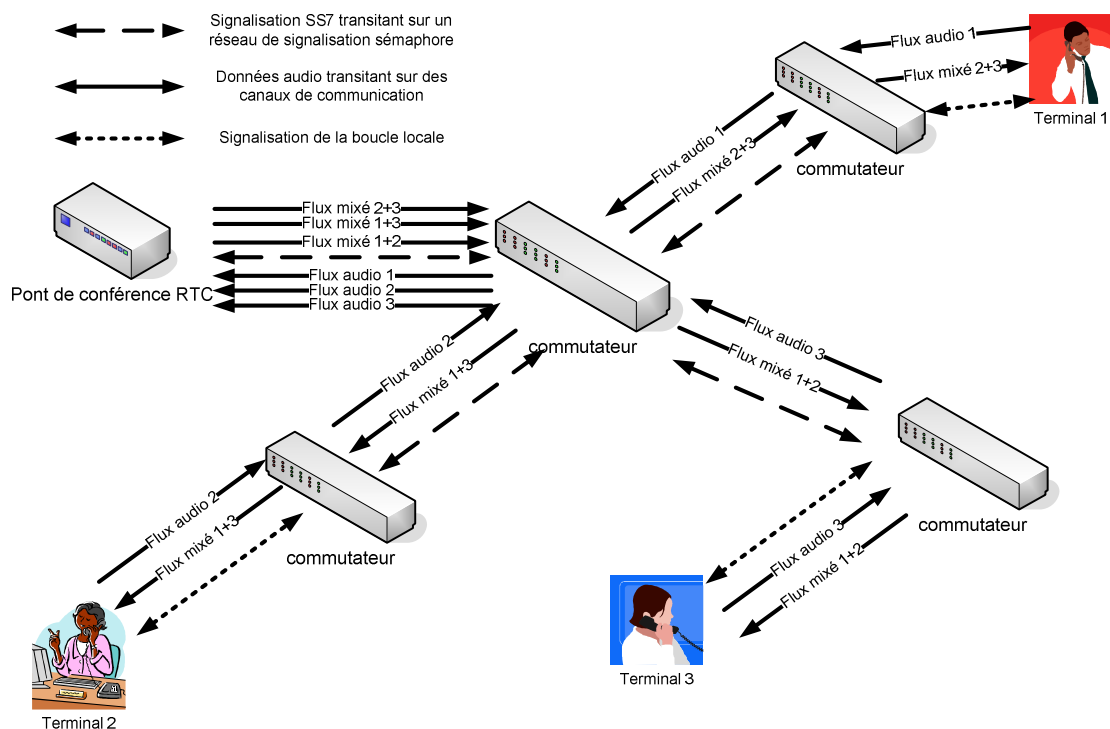 Signalisation SS7 transitant sur un
réseau de signalisation sémaphore
Données audio transitant sur des
canaux de communication
Signalisation de la boucle locale
Flux audio 1
Flux mixé 2+3
Terminal 1
commutateur
Flux audio 1
Flux mixé 2+3
Flux mixé 2+3
Flux mixé 1+3
Flux mixé 1+2
Flux audio 1
Flux audio 2
Flux audio 3
Pont de conférence RTC
commutateur
Flux audio 2
Flux mixé 1+3
Flux audio 3
Flux mixé 1+2
commutateur
commutateur
Flux audio 2
Flux mixé 1+3
Flux audio 3
Flux mixé 1+2
Terminal 2
Terminal 3